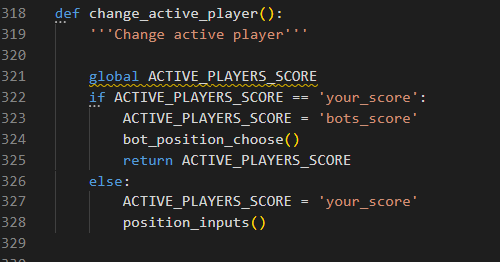 318 def change_active_player():
319     '''Change active player'''
320
321     global ACTIVE_PLAYERS_SCORE
322     if ACTIVE_PLAYERS_SCORE == 'your_score':
323         ACTIVE_PLAYERS_SCORE = 'bots_score'
324         bot_position_choose()
325         return ACTIVE_PLAYERS_SCORE
326     else:
327         ACTIVE_PLAYERS_SCORE = 'your_score'
328         position_inputs()
329